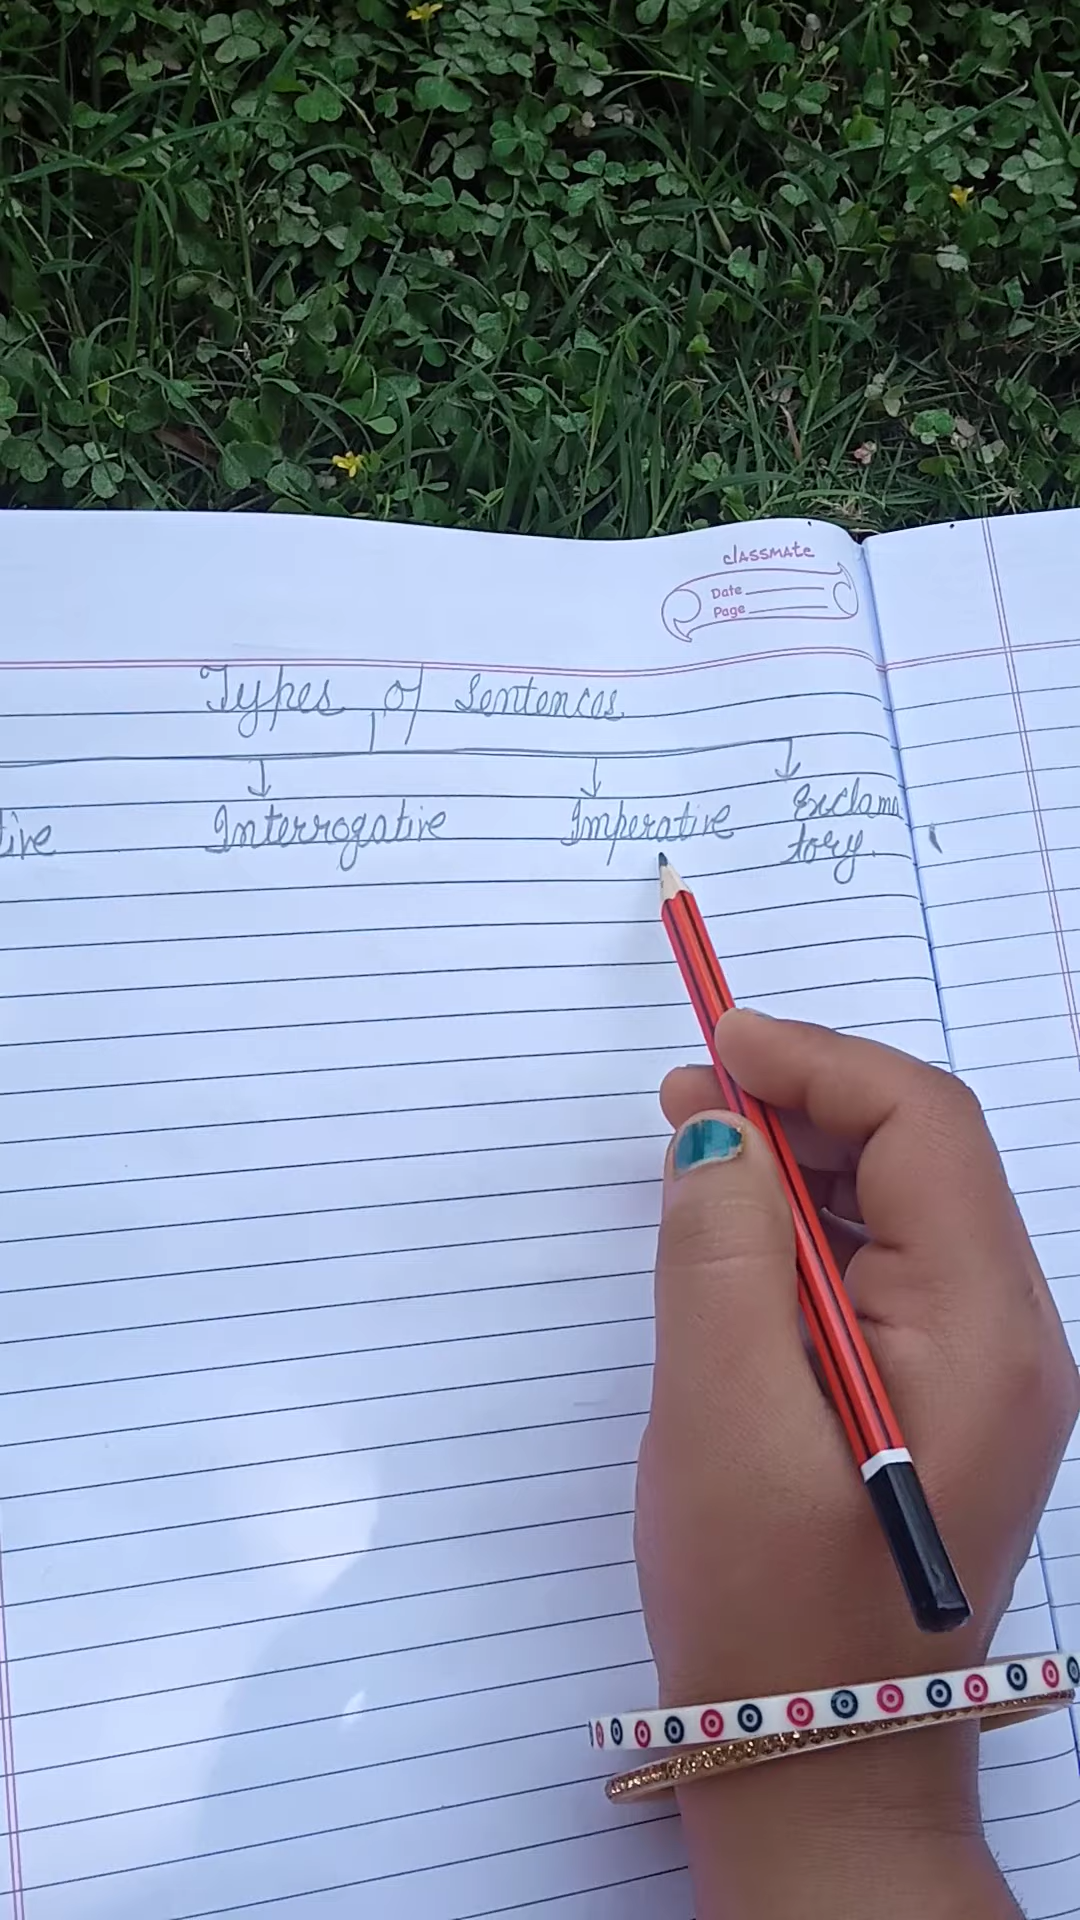 classmate
Date
Page
Types of Sentences
tive Interrogative Imperative Exclama
tory.